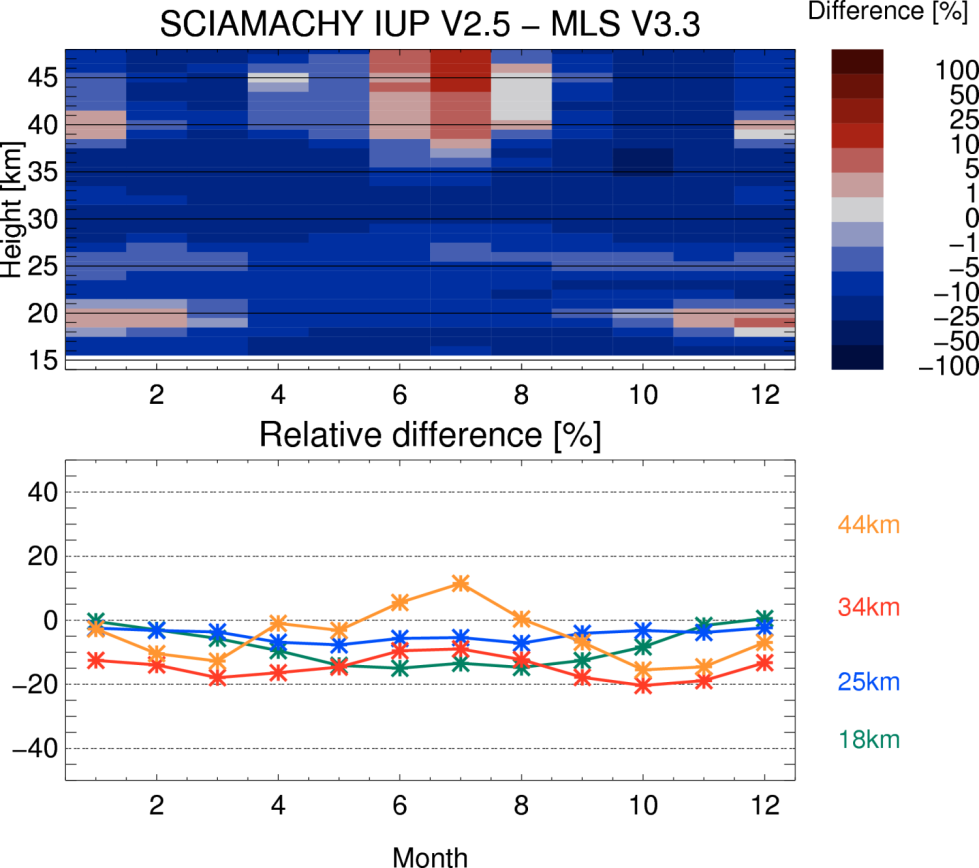 SCIAMACHY IUP V2.5 − MLS V3.3
Difference [%]
Height [km]
45
40
35
30
25
20
15
2 4 6 8 10 12
100
50
25
10
5
1
0
−1
−5
−10
−25
−50
−100
Relative difference [%]
40
20
0
−20
−40
2 4 6 8 10 12
Month
44km
34km
25km
18km